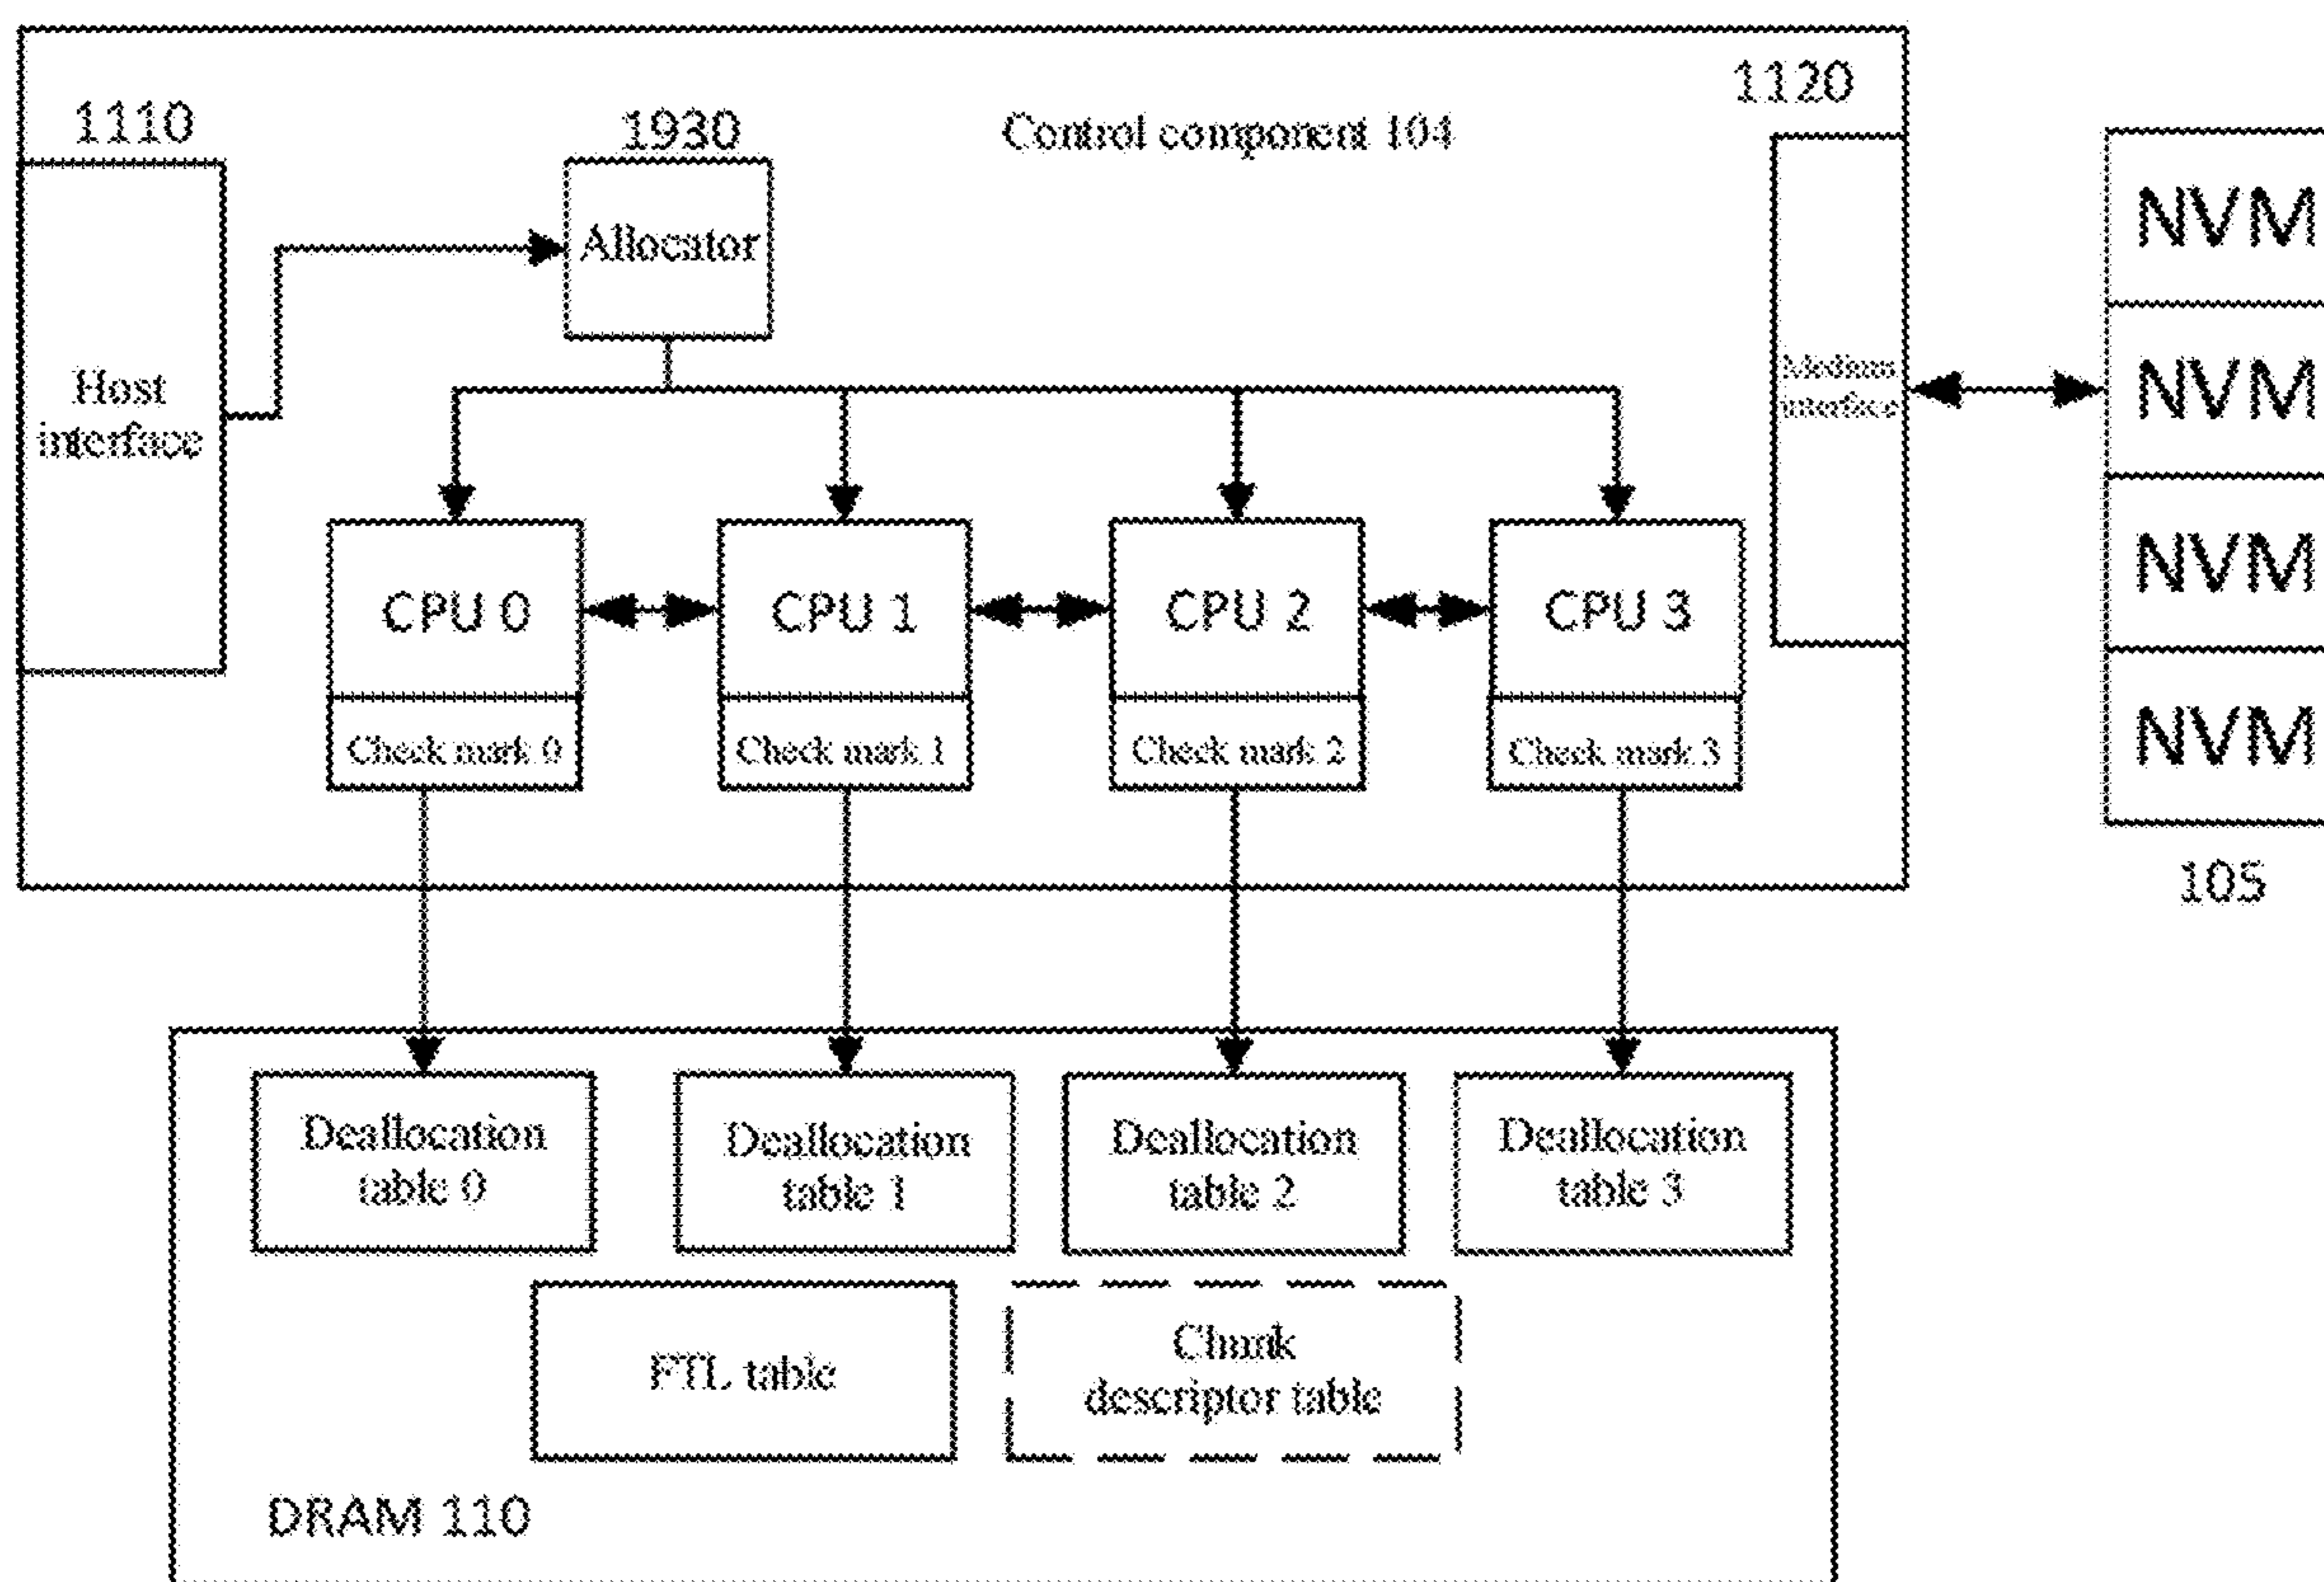 1120
1110
1930
Control component 104
NVM
Allocator
Host
interface
Medium
interface
NVM
NVM
CPU 0
CPU 1
CPU 2
CPU 3
Check mark 0
Check mark 1
Check mark 2
Check mark 3
NVM
105
Deallocation
table 0
Deallocation
table 1
Deallocation
table 2
Deallocation
table 3
FTL table
Chunk
descriptor table
DRAM 110